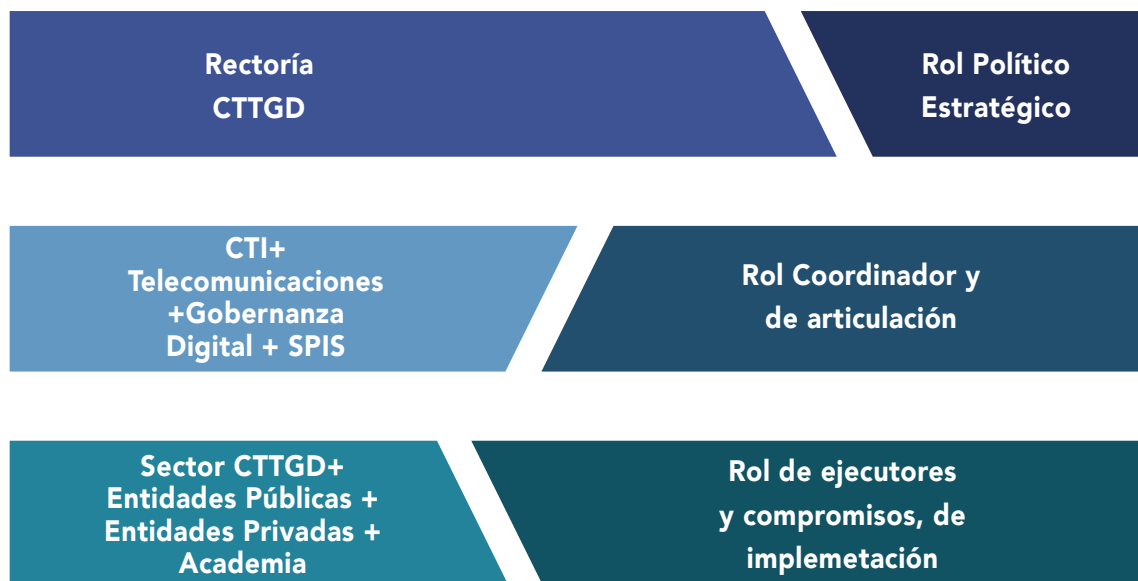 Rectoría
CTTGD
Rol Político
Estratégico
CTI+
Telecomunicaciones
+Gobernanza
Digital + SPIS
Rol Coordinador y
de articulación
Sector CTTGD+
Entidades Públicas +
Entidades Privadas +
Academia
Rol de ejecutores
y compromisos, de
implemetación